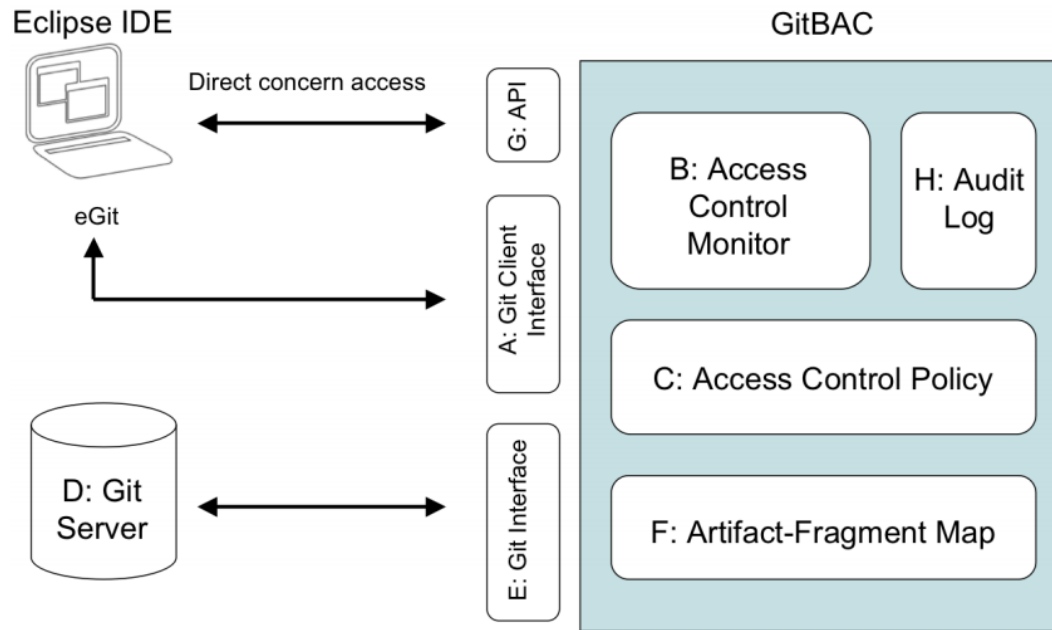 Eclipse IDE
GitBAC
Direct concern access
G: API
B: Access
Control
Monitor
H: Audit
Log
eGit
A: Git Client
Interface
C: Access Control Policy
D: Git
Server
E: Git Interface
F: Artifact-Fragment Map